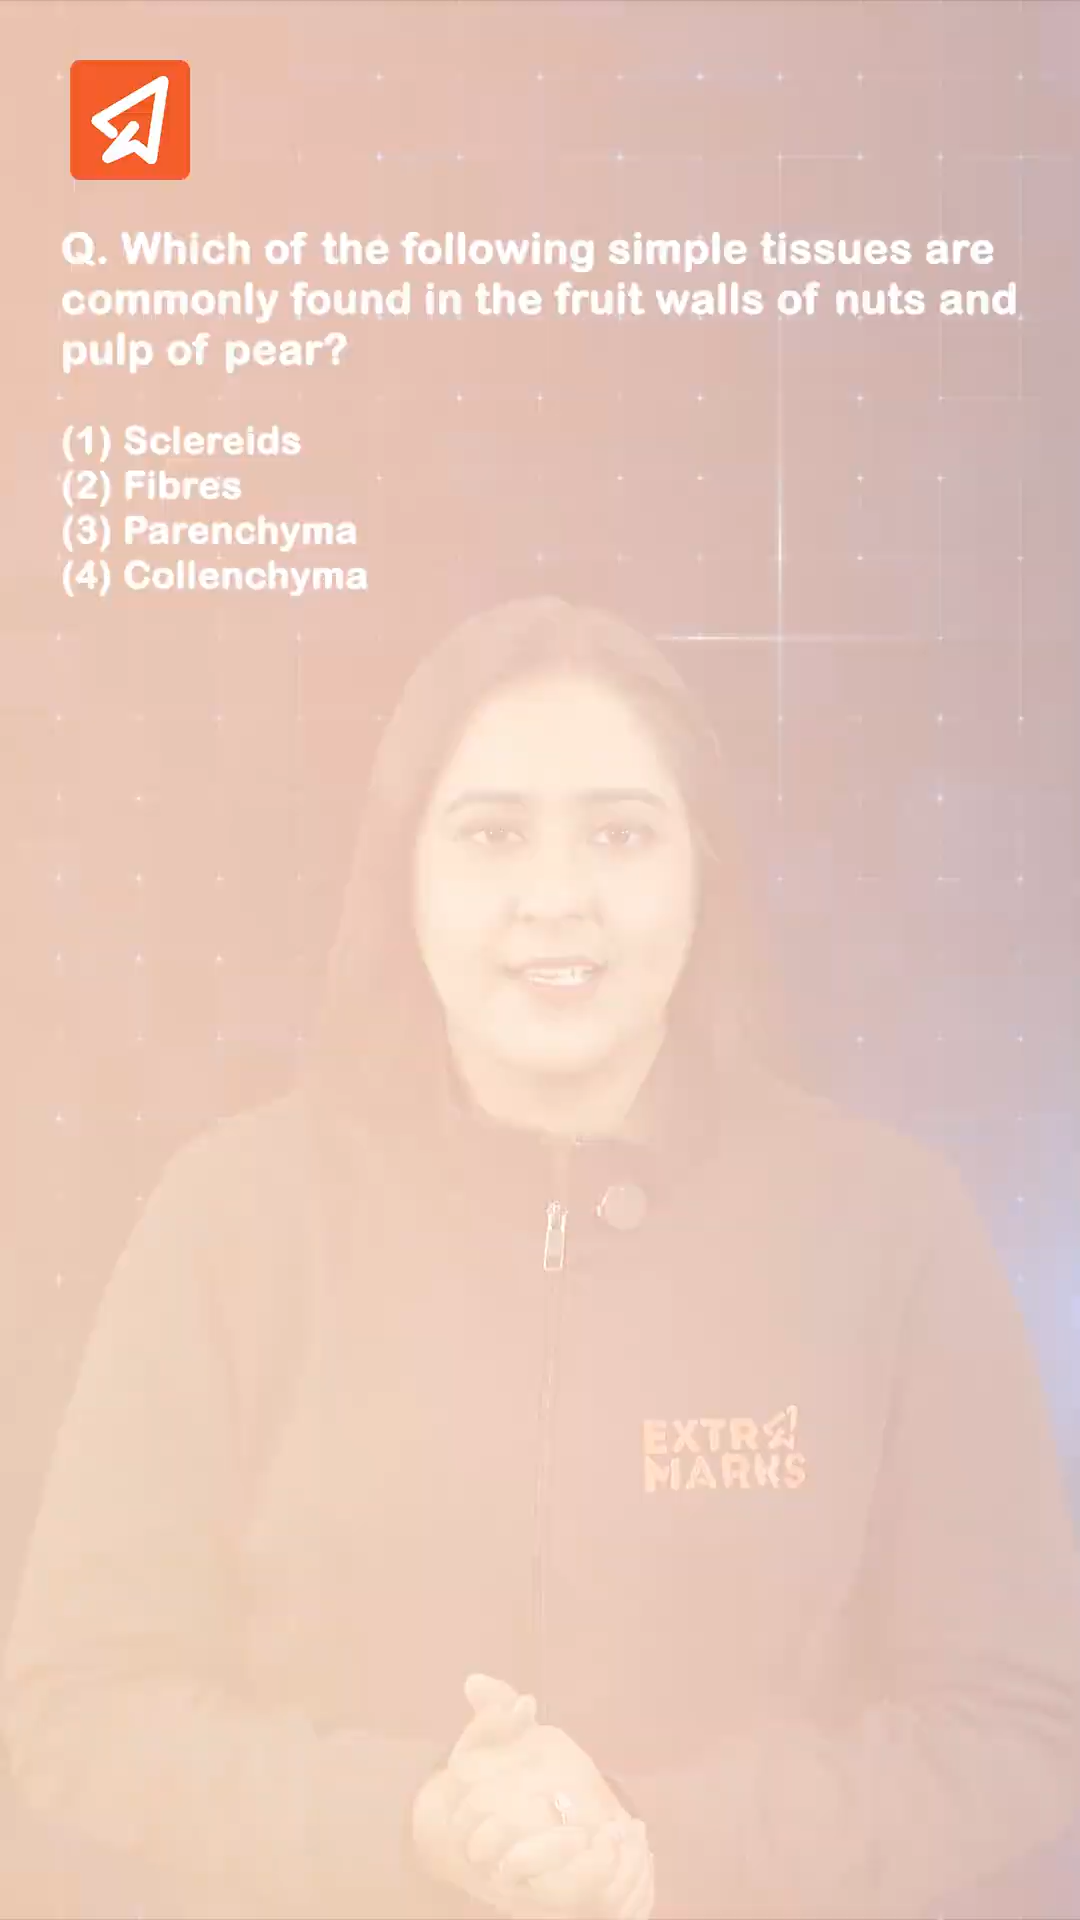 Q. Which of the following simple tissues are
commonly found in the fruit walls of nuts and
pulp of pear?
(1) Sclereids
(2) Fibres
(3) Parenchyma
(4) Collenchyma
EXTRA
MARKS